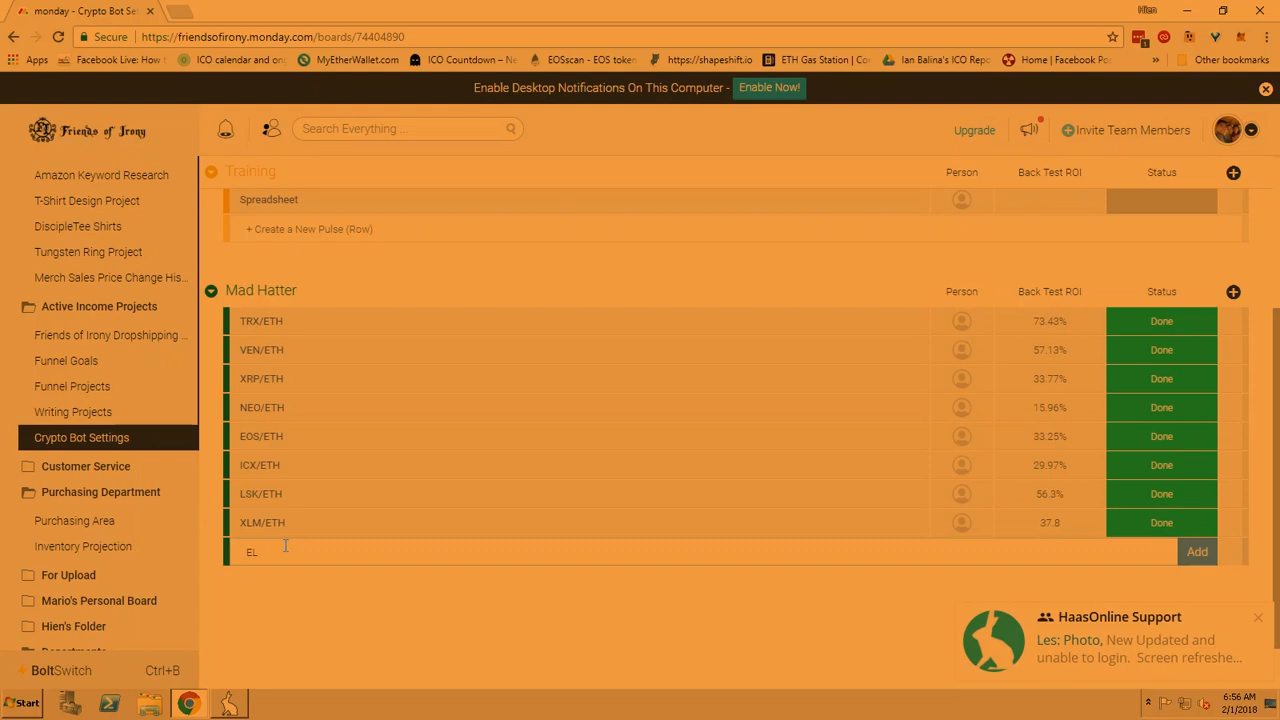 monday - Crypto Bot Set
Hien
Secure
https://friendsofirony.monday.com/boards/74404890
1
Apps
Facebook Live: How
ICO calendar and on
MyEtherWallet.com
ICO Countdown – Ne
EOSscan - EOS token
https://shapeshift.io
ETH Gas Station | Co
Ian Balina's ICO Rep
Home | Facebook Po
»
Other bookmarks
Enable Desktop Notifications On This Computer - Enable Now!
Friends of Irony
Search Everything ...
Upgrade
Invite Team Members
Amazon Keyword Research
T-Shirt Design Project
DiscipleTee Shirts
Tungsten Ring Project
Merch Sales Price Change His...
Active Income Projects
Friends of Irony Dropshipping ...
Funnel Goals
Funnel Projects
Writing Projects
Crypto Bot Settings
Customer Service
Purchasing Department
Purchasing Area
Inventory Projection
For Upload
Mario's Personal Board
Hien's Folder
BoltSwitch Ctrl+B
Training Person Back Test ROI Status
Spreadsheet
+ Create a New Pulse (Row)
Mad Hatter Person Back Test ROI Status
TRX/ETH 73.43% Done
VEN/ETH 57.13% Done
XRP/ETH 33.77% Done
NEO/ETH 15.96% Done
EOS/ETH 33.25% Done
ICX/ETH 29.97% Done
LSK/ETH 56.3% Done
XLM/ETH 37.8 Done
EL Add
HaasOnline Support
Les: Photo, New Updated and
unable to login. Screen refreshe...
Start
6:56 AM
2/1/2018